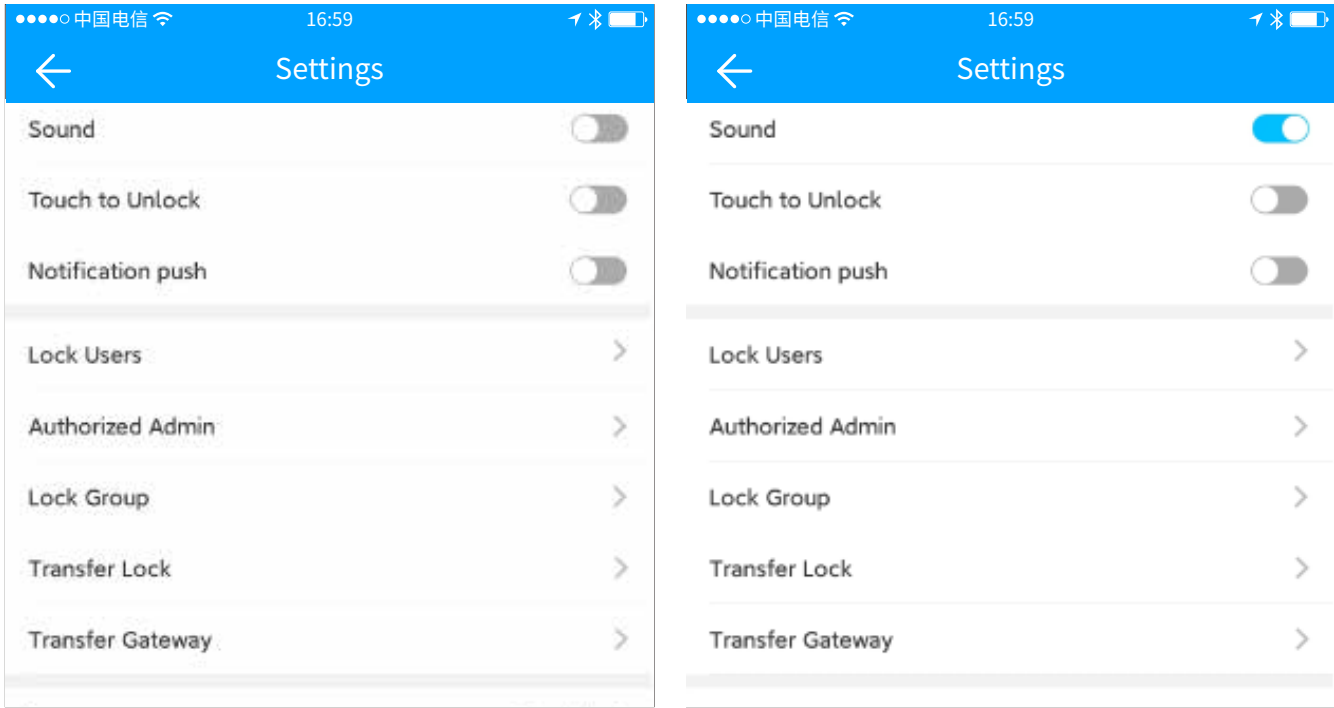 中国电信 16:59
Settings
Sound
Touch to Unlock
Notification push
Lock Users
Authorized Admin
Lock Group
Transfer Lock
Transfer Gateway
中国电信 16:59
Settings
Sound
Touch to Unlock
Notification push
Lock Users
Authorized Admin
Lock Group
Transfer Lock
Transfer Gateway